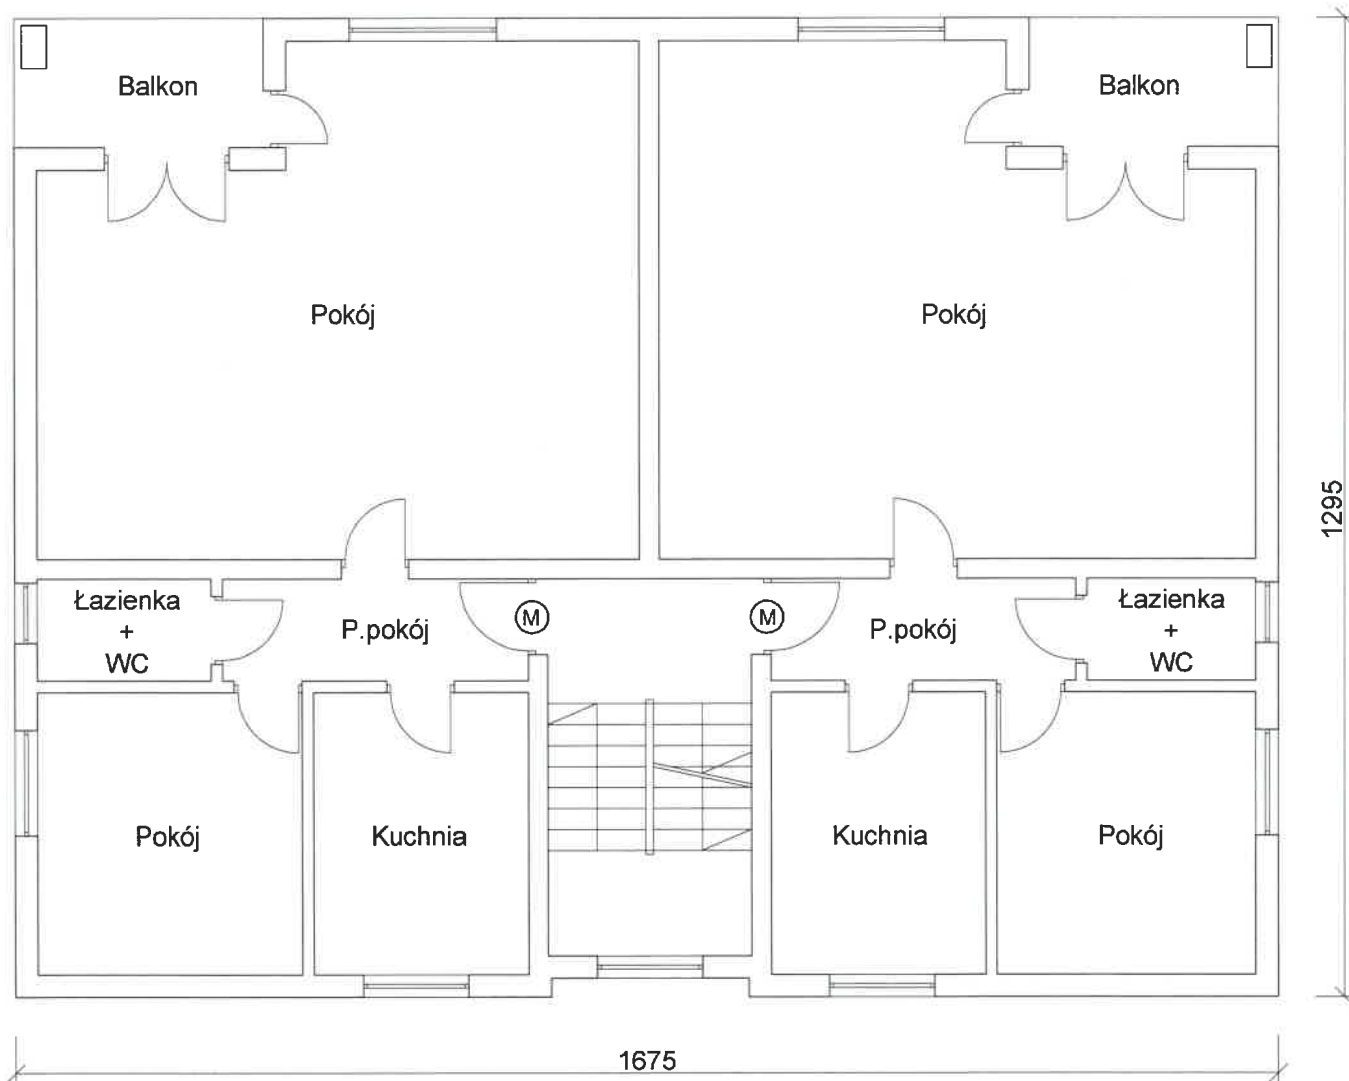 Balkon
Balkon
Pokój
Pokój
1295
Łazienka
+
WC
P.pokój
M
M
P.pokój
Łazienka
+
WC
Pokój
Kuchnia
Kuchnia
Pokój
1675